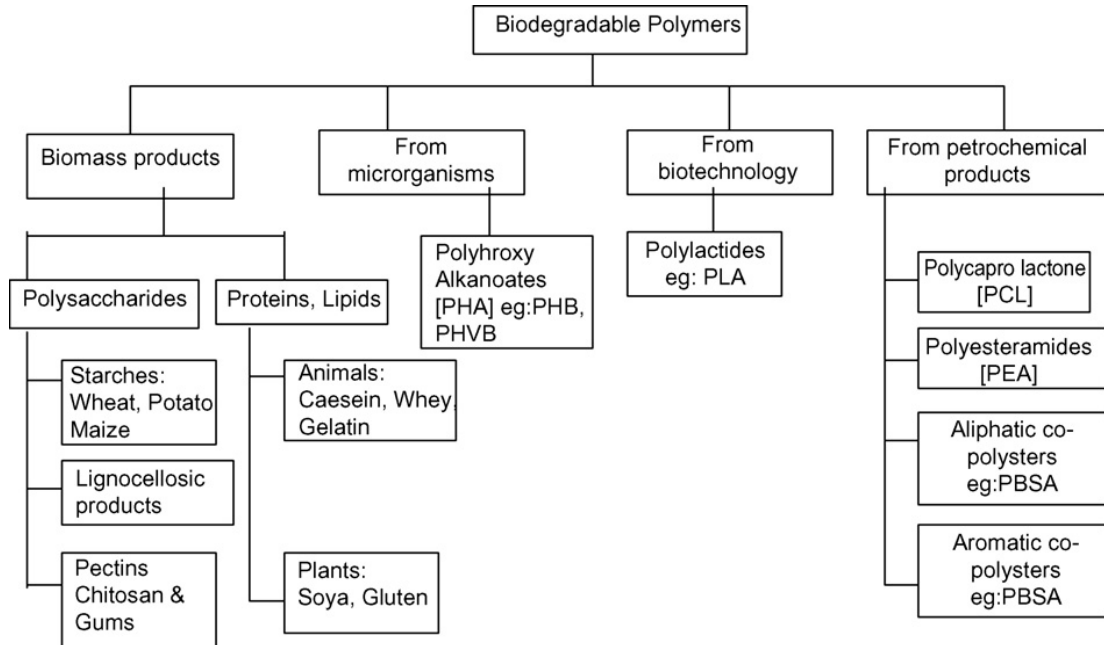 Biodegradable Polymers
Biomass products
From
microrganisms
From
biotechnology
From petrochemical
products
Polysaccharides
Proteins, Lipids
Polyhroxy
Alkanoates
[PHA] eg:PHB,
PHVB
Polylactides
eg: PLA
Polycapro lactone
[PCL]
Polyesteramides
[PEA]
Aliphatic co-
polysters
eg:PBSA
Aromatic co-
polysters
eg:PBSA
Starches:
Wheat, Potato
Maize
Lignocellosic
products
Pectins
Chitosan &
Gums
Animals:
Caesein, Whey,
Gelatin
Plants:
Soya, Gluten